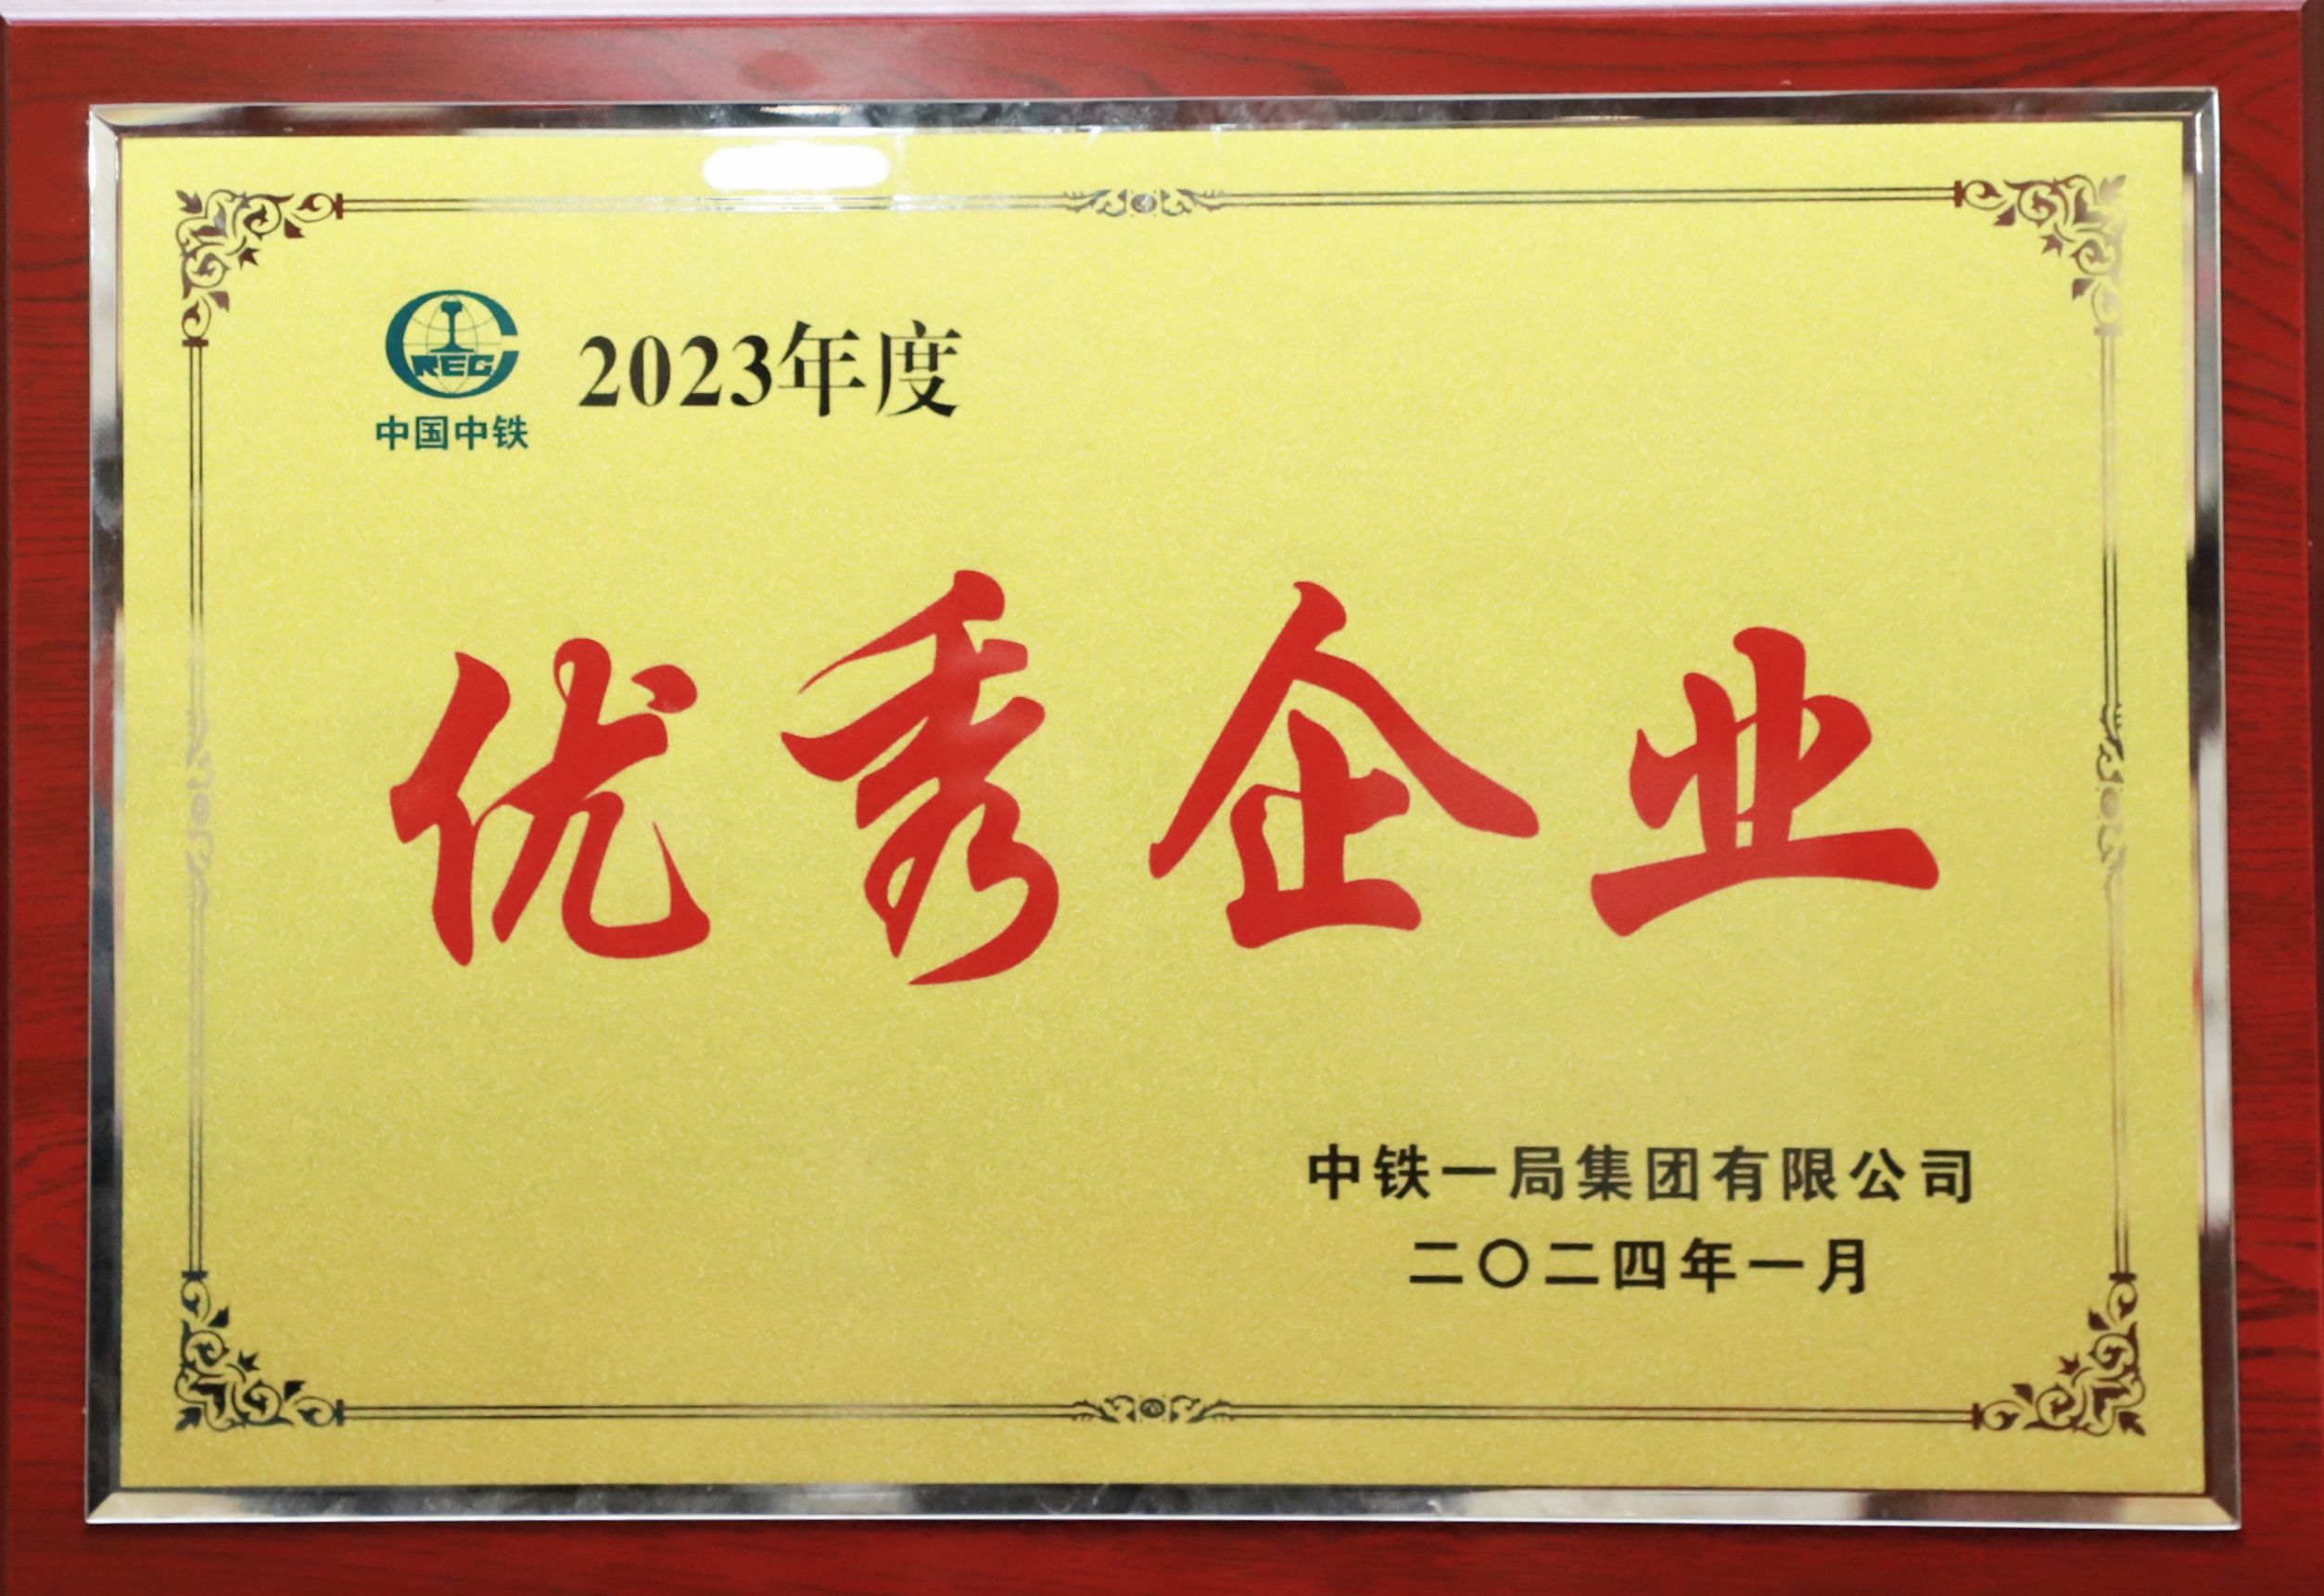 CREC
中国中铁
2023年度
优秀企业
中铁一局集团有限公司
二〇二四年一月